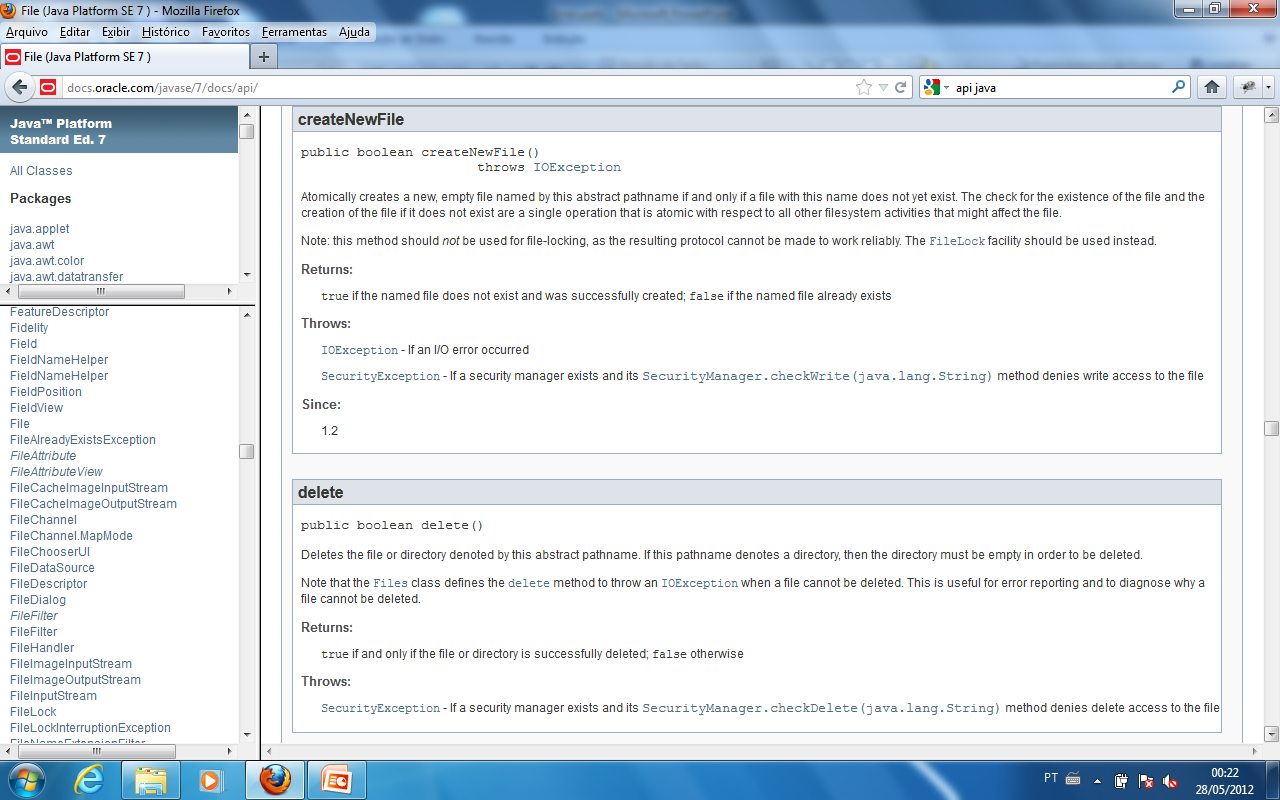 File (Java Platform SE 7 ) - Mozilla Firefox
Arquivo Editar Exibir Histórico Favoritos Ferramentas Ajuda
File (Java Platform SE 7 )
docs.oracle.com/javase/7/docs/api/
api java
Java™ Platform
Standard Ed. 7
All Classes
Packages
java.applet
java.awt
java.awt.color
java.awt.datatransfer
FeatureDescriptor
Fidelity
Field
FieldNameHelper
FieldNameHelper
FieldPosition
FieldView
File
FileAlreadyExistsException
FileAttribute
FileAttributeView
FileCacheImageInputStream
FileCacheImageOutputStream
FileChannel
FileChannel.MapMode
FileChooserUI
FileDataSource
FileDescriptor
FileDialog
FileFilter
FileFilter
FileHandler
FileImageInputStream
FileImageOutputStream
FileInputStream
FileLock
FileLockInterruptionException
FileNameExtensionFilter
createNewFile
public boolean createNewFile()
throws IOException
Atomically creates a new, empty file named by this abstract pathname if and only if a file with this name does not yet exist. The check for the existence of the file and the
creation of the file if it does not exist are a single operation that is atomic with respect to all other filesystem activities that might affect the file.
Note: this method should not be used for file-locking, as the resulting protocol cannot be made to work reliably. The FileLock facility should be used instead.
Returns:
true if the named file does not exist and was successfully created; false if the named file already exists
Throws:
IOException - If an I/O error occurred
SecurityException - If a security manager exists and its SecurityManager.checkWrite(java.lang.String) method denies write access to the file
Since:
1.2
delete
public boolean delete()
Deletes the file or directory denoted by this abstract pathname. If this pathname denotes a directory, then the directory must be empty in order to be deleted.
Note that the Files class defines the delete method to throw an IOException when a file cannot be deleted. This is useful for error reporting and to diagnose why a
file cannot be deleted.
Returns:
true if and only if the file or directory is successfully deleted; false otherwise
Throws:
SecurityException - If a security manager exists and its SecurityManager.checkDelete(java.lang.String) method denies delete access to the file
PT
00:22
28/05/2012